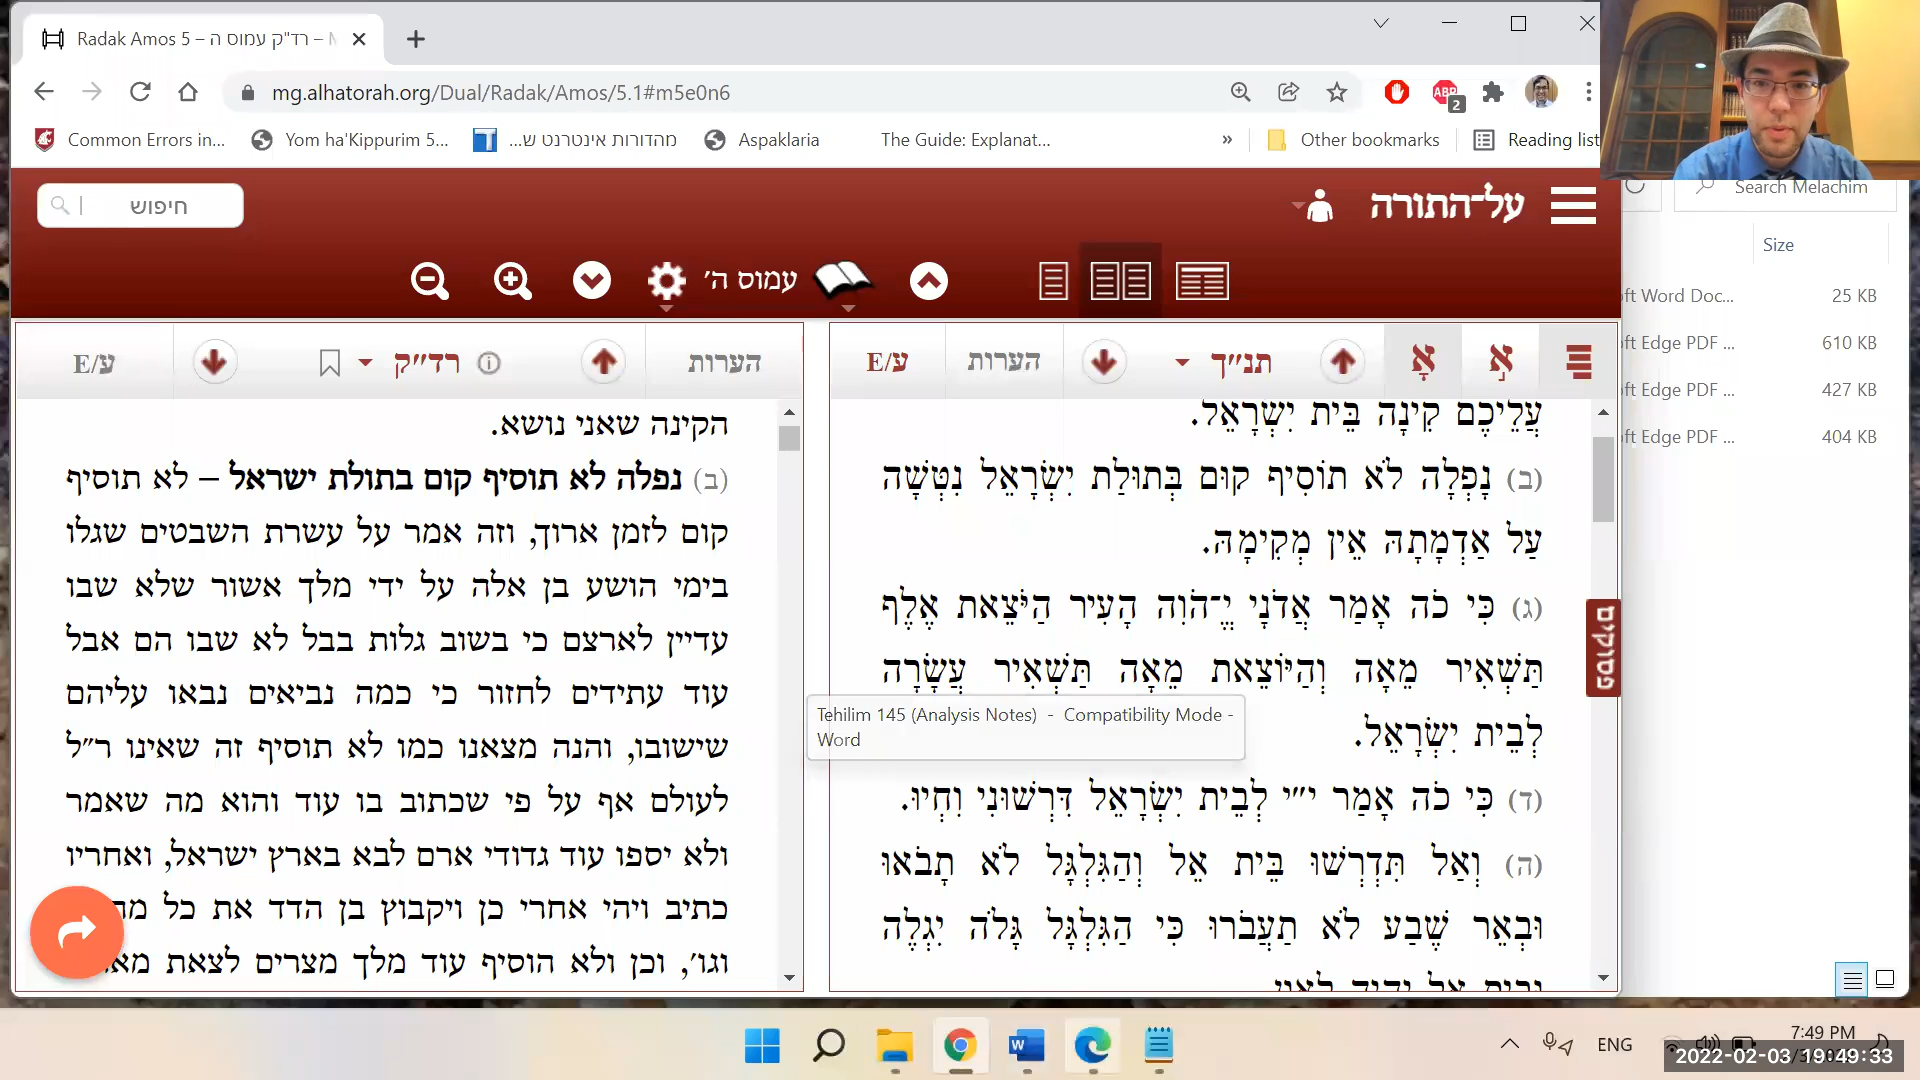 Radak Amos 5 – רד"ק עמוס ה –
mg.alhatorah.org/Dual/Radak/Amos/5.1#m5e0n6
ABP 2
Common Errors in...
Yom ha'Kippurim 5...
מהדורות אינטרנט ש...
Aspaklaria
The Guide: Explanat...
»
Other bookmarks
Reading list
חיפוש
על־התורה
עמוס ה׳
Search Melachim
Size
ft Word Doc... 25 KB
ft Edge PDF ... 610 KB
ft Edge PDF ... 427 KB
ft Edge PDF ... 404 KB
תנ״ך
הערות
ע/E
עֲלֵיכֶם קִינָה בֵּית יִשְׂרָאֵל.
(ב) נָפְלָה לֹא תוֹסִיף קוּם בְּתוּלַת יִשְׂרָאֵל נִטְּשָׁה
עַל אַדְמָתָהּ אֵין מְקִימָהּ.
(ג) כִּי כֹה אָמַר אֲדֹנָי יֱ־הֹוִה הָעִיר הַיֹּצֵאת אֶלֶף
תַּשְׁאִיר מֵאָה וְהַיּוֹצֵאת מֵאָה תַּשְׁאִיר עֲשָׂרָה
לְבֵית יִשְׂרָאֵל.
(ד) כִּי כֹה אָמַר י״י לְבֵית יִשְׂרָאֵל דִּרְשׁוּנִי וִחְיוּ.
(ה) וְאַל תִּדְרְשׁוּ בֵּית אֵל וְהַגִּלְגָּל לֹא תָבֹאוּ
וּבְאֵר שֶׁבַע לֹא תַעֲבֹרוּ כִּי הַגִּלְגָּל גָּלֹה יִגְלֶה
פסוקים
הערות
רד״ק
ע/E
הקינה שאני נושא.
(ב) נפלה לא תוסיף קום בתולת ישראל – לא תוסיף
קום לזמן ארוך, וזה אמר על עשרת השבטים שגלו
בימי הושע בן אלה על ידי מלך אשור שלא שבו
עדיין לארצם כי בשוב גלות בבל לא שבו הם אבל
עוד עתידים לחזור כי כמה נביאים נבאו עליהם
שישובו, והנה מצאנו כמו לא תוסיף זה שאינו ר״ל
לעולם אף על פי שכתוב בו עוד והוא מה שאמר
ולא יספו עוד גדודי ארם לבא בארץ ישראל, ואחריו
כתיב ויהי אחרי כן ויקבוץ בן הדד את כל
וגו׳, וכן ולא הוסיף עוד מלך מצרים לצאת
Tehilim 145 (Analysis Notes) - Compatibility Mode -
Word
ENG
7:49 PM
2022-02-03 19:49:33